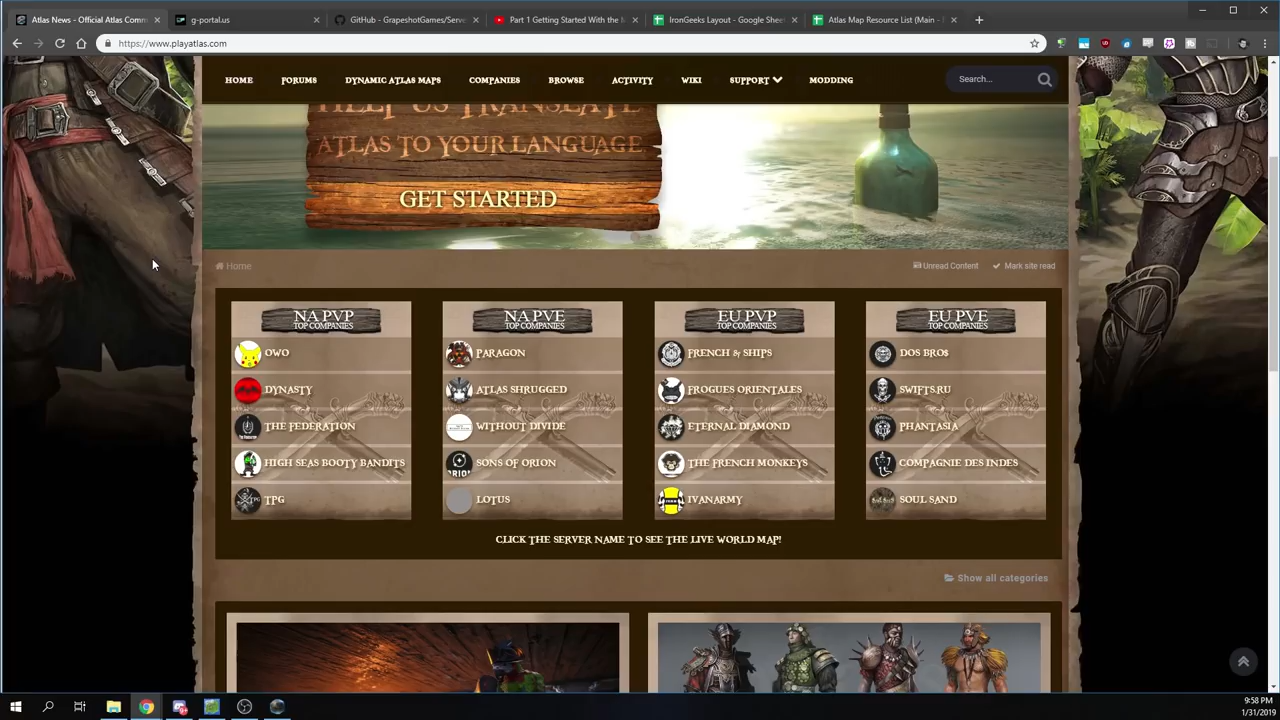 Atlas News - Official Atlas Comm
g-portal.us
GitHub - GrapeshotGames/Serve
Part 1 Getting Started With the
IronGeeks Layout - Google Sheet
Atlas Map Resource List (Main - S
https://www.playatlas.com
HOME FORUMS DYNAMIC ATLAS MAPS COMPANIES BROWSE ACTIVITY WIKI SUPPORT MODDING
Search...
HELP US TRANSLATE
ATLAS TO YOUR LANGUAGE
GET STARTED
Home
Unread Content Mark site read
NA PVP
TOP COMPANIES
OWO
DYNASTY
THE FEDERATION
HIGH SEAS BOOTY BANDITS
TPG
NA PVE
TOP COMPANIES
PARAGON
ATLAS SHRUGGED
WITHOUT DIVIDE
SONS OF ORION
LOTUS
EU PVP
TOP COMPANIES
FRENCH & SHIPS
FROGUES ORIENTALES
ETERNAL DIAMOND
THE FRENCH MONKEYS
IVANARMY
EU PVE
TOP COMPANIES
DOS BRO$
SWIFTS.RU
PHANTASIA
COMPAGNIE DES INDES
SOUL SAND
CLICK THE SERVER NAME TO SEE THE LIVE WORLD MAP!
Show all categories
9:58 PM
1/31/2019